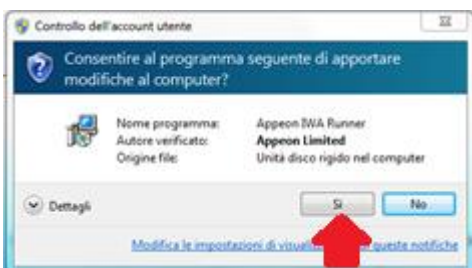 Controllo dell'account utente
Consentire al programma seguente di apportare
modifiche al computer?
Nome programma: Appeon IWA Runner
Autore verificato: Appeon Limited
Origine file: Unità disco rigido nel computer
Dettagli
Sì
No
Modifica le impostazioni di queste notifiche